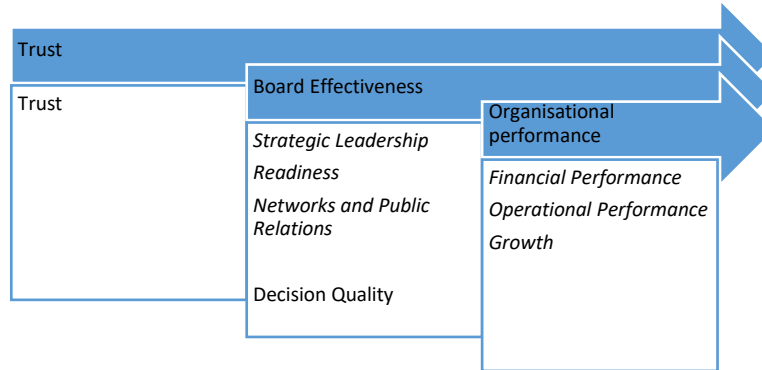 Trust
Trust
Board Effectiveness
Strategic Leadership
Readiness
Networks and Public
Relations
Decision Quality
Organisational
performance
Financial Performance
Operational Performance
Growth